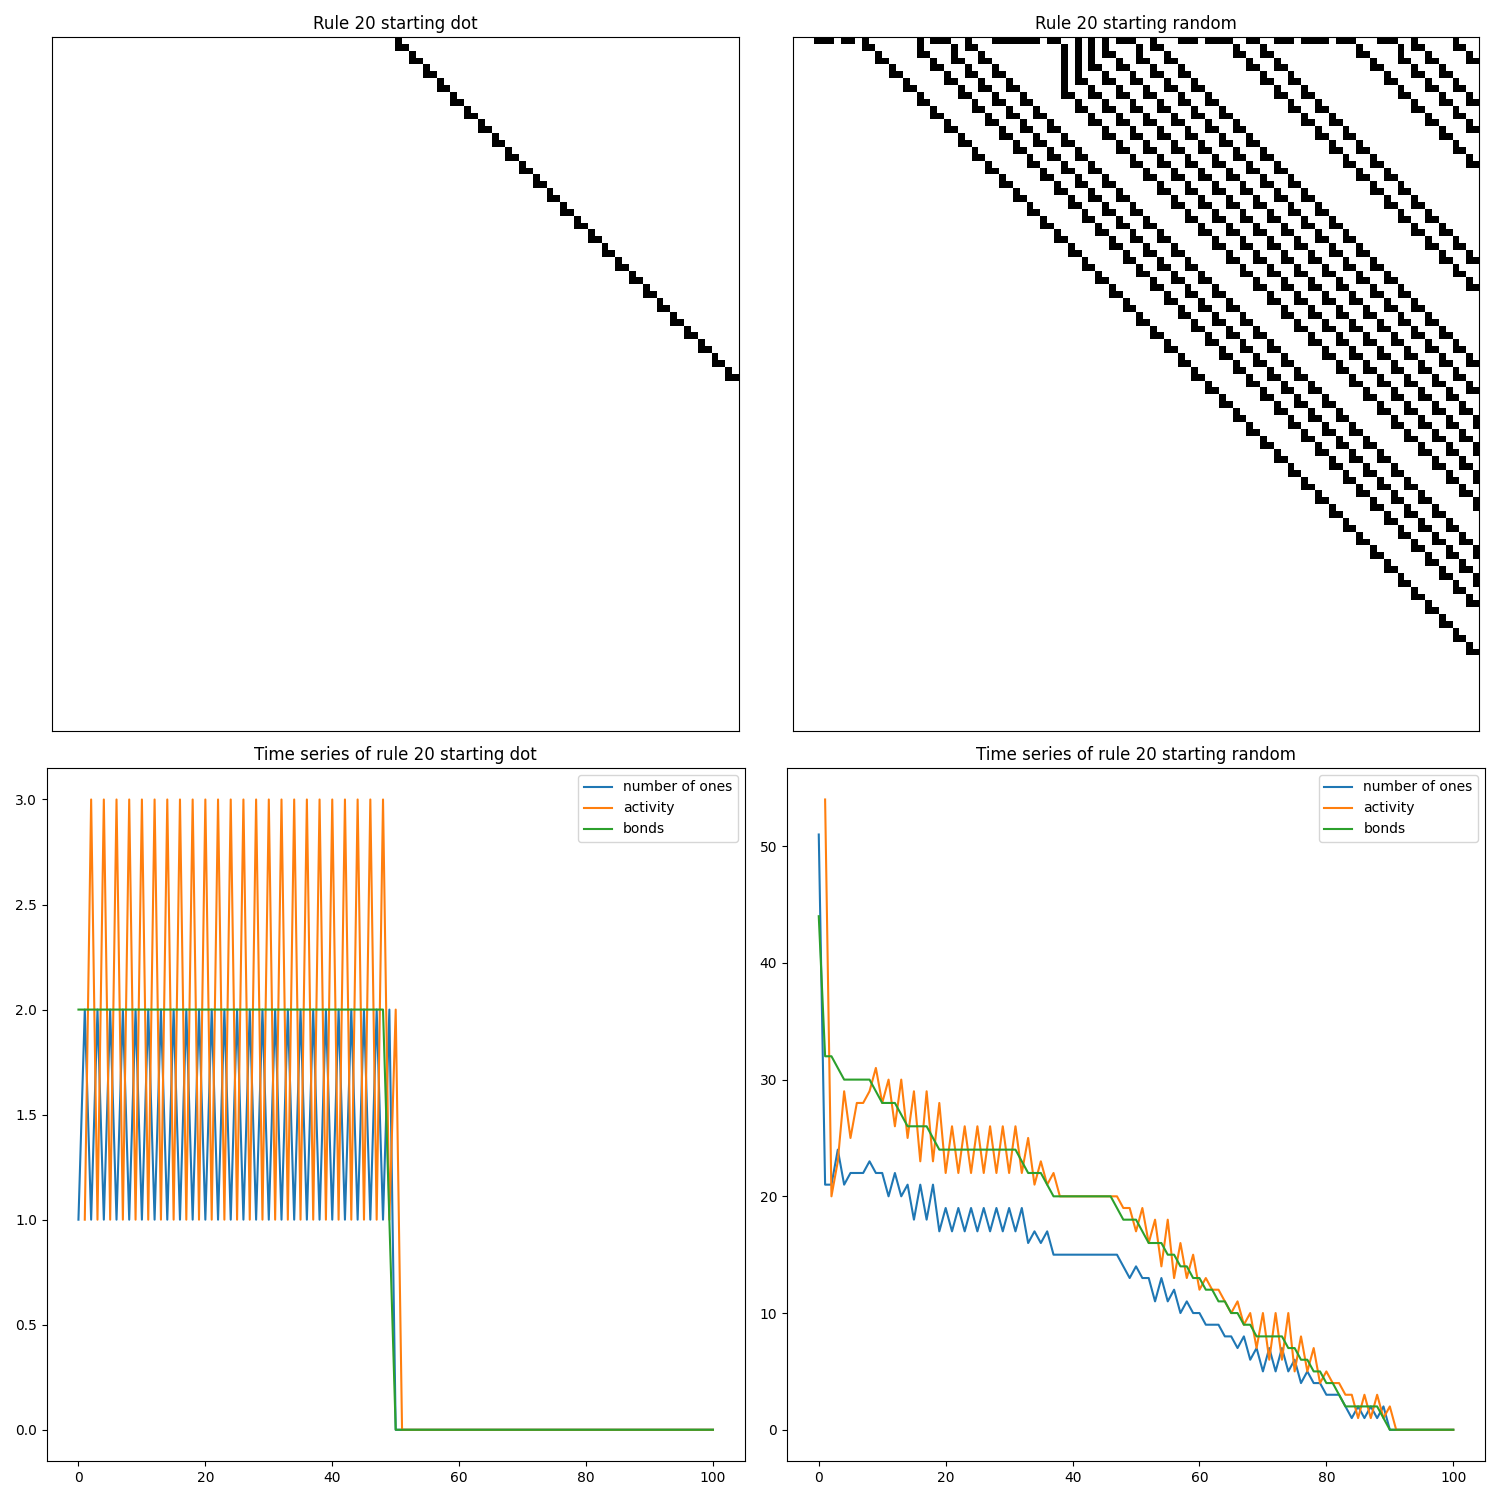 Rule 20 starting dot
Rule 20 starting random
Time series of rule 20 starting dot
number of ones
activity
bonds
3.0
2.5
2.0
1.5
1.0
0.5
0.0
0 20 40 60 80 100
Time series of rule 20 starting random
number of ones
activity
bonds
50
40
30
20
10
0
0 20 40 60 80 100